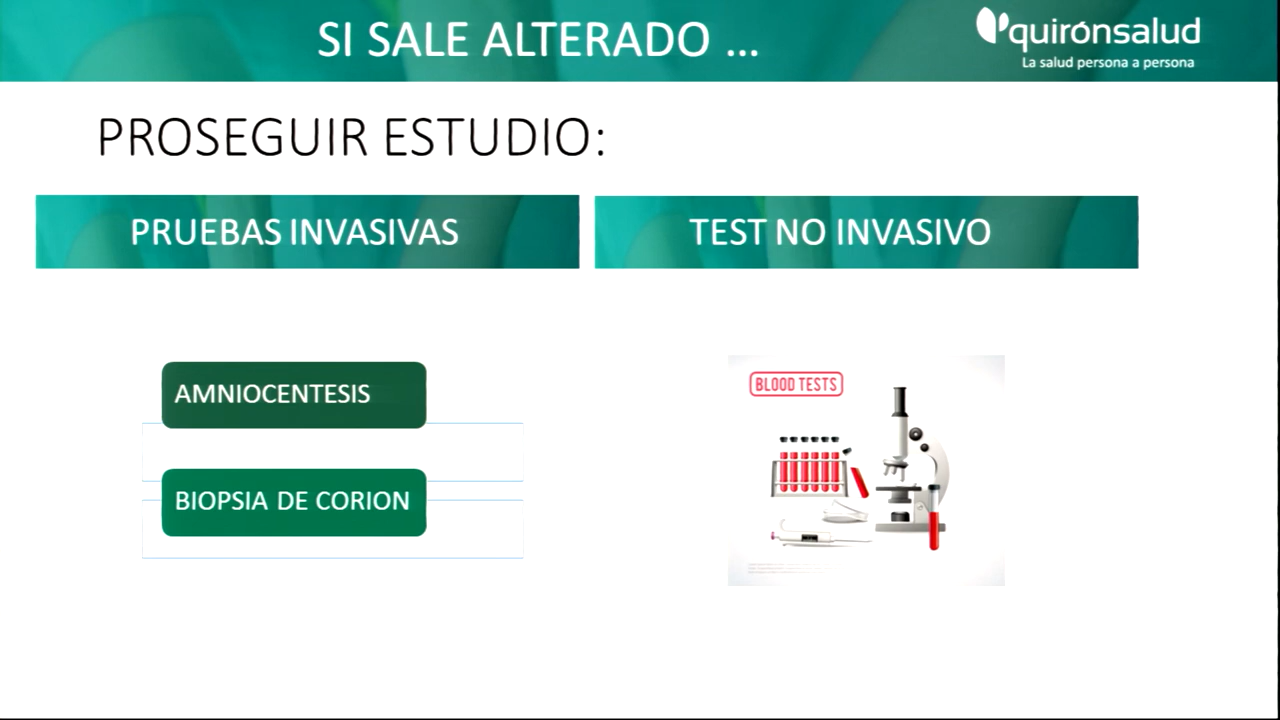 SI SALE ALTERADO ...
quirónsalud
La salud persona a persona
PROSEGUIR ESTUDIO:
PRUEBAS INVASIVAS
TEST NO INVASIVO
AMNIOCENTESIS
BIOPSIA DE CORION
BLOOD TESTS